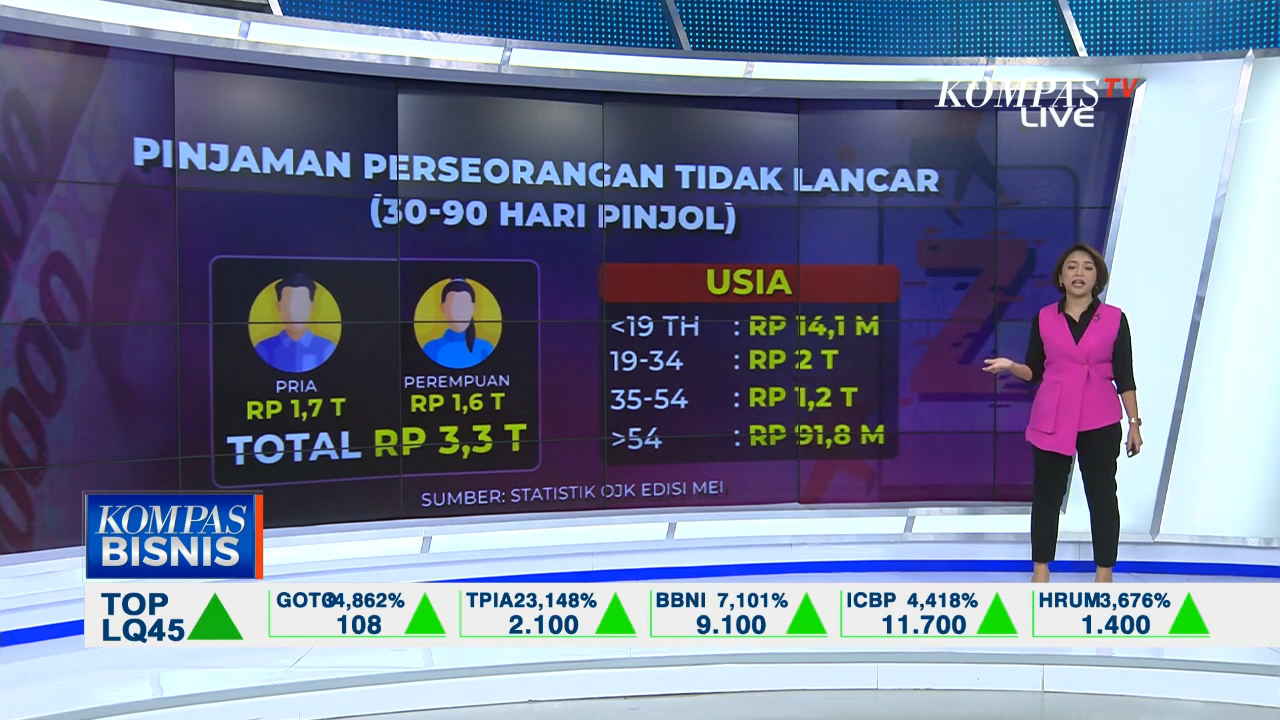 KOMPASTV
LIVE
PINJAMAN PERSEORANGAN TIDAK LANCAR
(30-90 HARI PINJOL)
PRIA
RP 1,7 T
PEREMPUAN
RP 1,6 T
TOTAL RP 3,3 T
USIA
<19 TH : RP 14,1 M
19-34 : RP 2 T
35-54 : RP 1,2 T
>54 : RP 91,8 M
SUMBER: STATISTIK OJK EDISI MEI
KOMPAS
BISNIS
TOP
LQ45
GOTO 34,862%
108
TPIA 23,148%
2.100
BBNI 7,101%
9.100
ICBP 4,418%
11.700
HRUM 3,676%
1.400